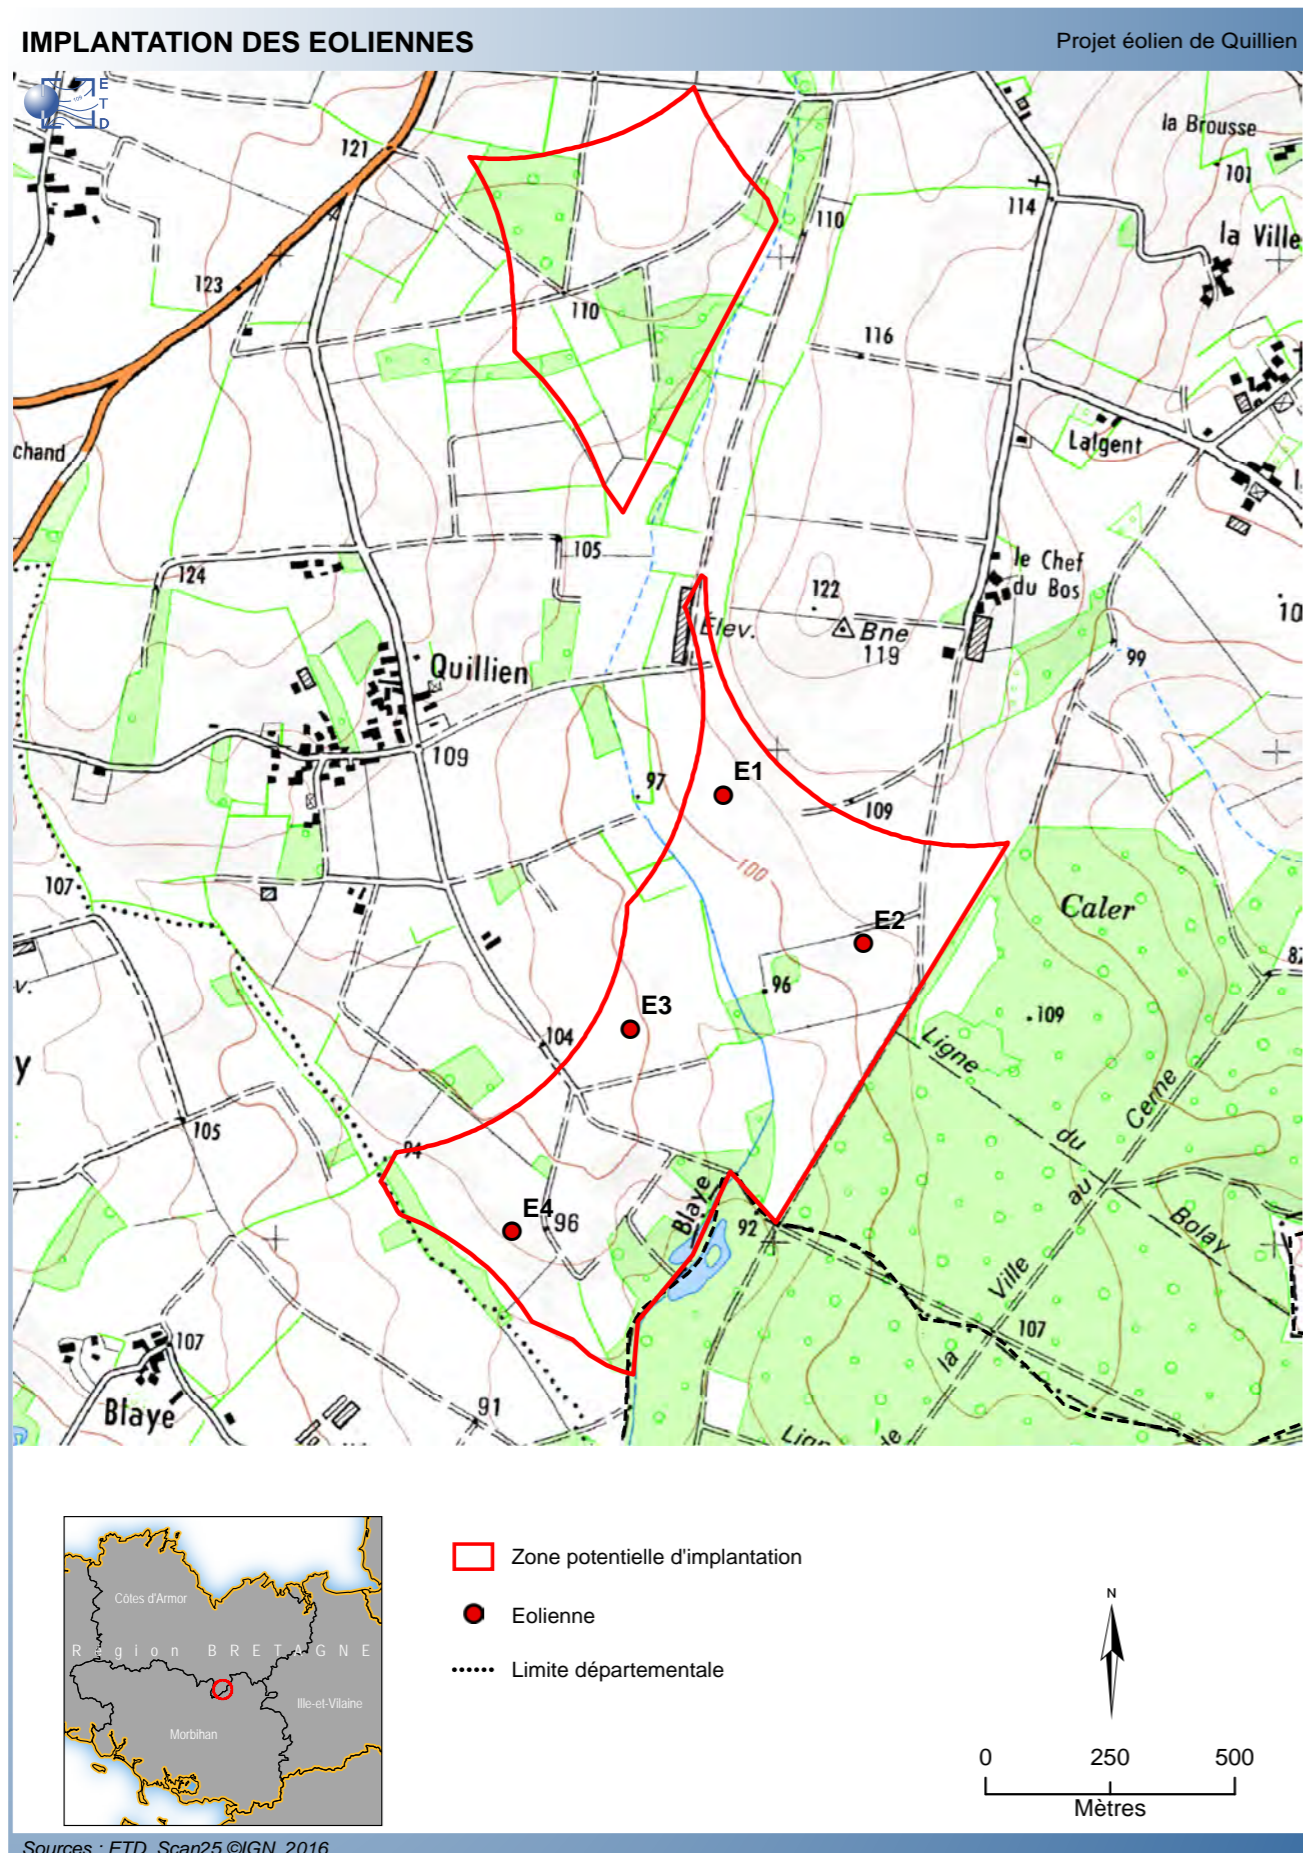 IMPLANTATION DES EOLIENNES
Projet éolien de Quillien
E
T
D
121
la Brousse
101
114
110
la Ville
123
110
116
chand
Lalgent
105
124
122
le Chef
du Bos
10
Élev.
Bne
119
99
Quillien
109
97
E1
109
100
107
Caler
E2
96
E3
109
104
Ligne
du
Bolay
Cerne
au
Ville
la
de
y
v.
105
94
E4
96
Blaye
92
107
107
Blaye
91
Côtes d'Armor
Région BRETAGNE
Ille-et-Vilaine
Morbihan
Zone potentielle d'implantation
Eolienne
Limite départementale
N
0 250 500
Mètres
Sources : ETD, Scan25 ©IGN, 2016